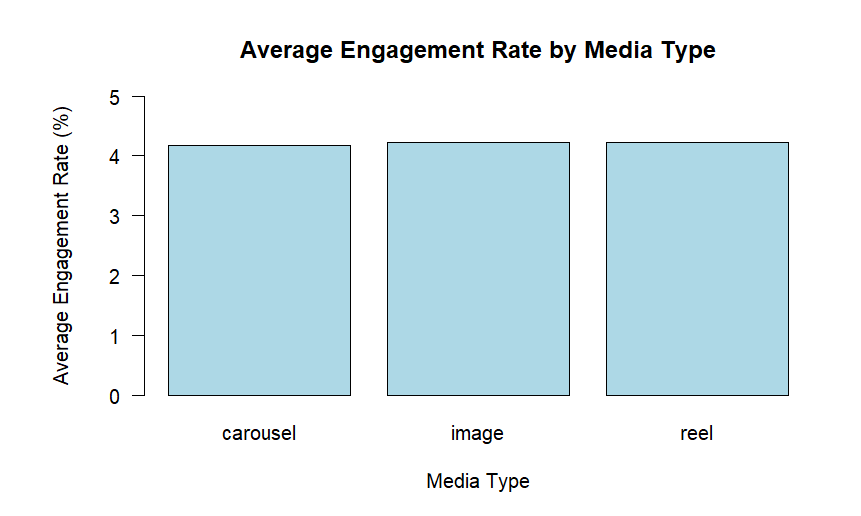 Average Engagement Rate by Media Type
Average Engagement Rate (%)
5
4
3
2
1
0
carousel
image
reel
Media Type